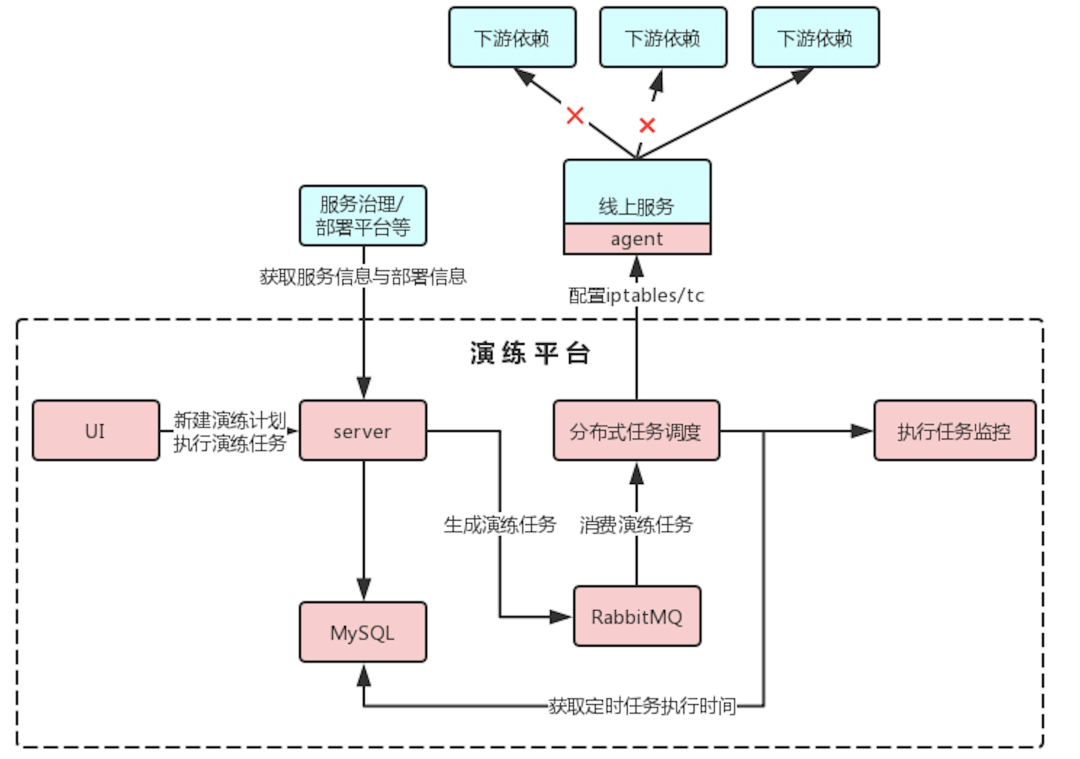 下游依赖
下游依赖
下游依赖
线上服务
agent
服务治理/
部署平台等
获取服务信息与部署信息
配置iptables/tc
演练平台
UI
新建演练计划
执行演练任务
server
分布式任务调度
执行任务监控
生成演练任务
消费演练任务
MySQL
RabbitMQ
获取定时任务执行时间